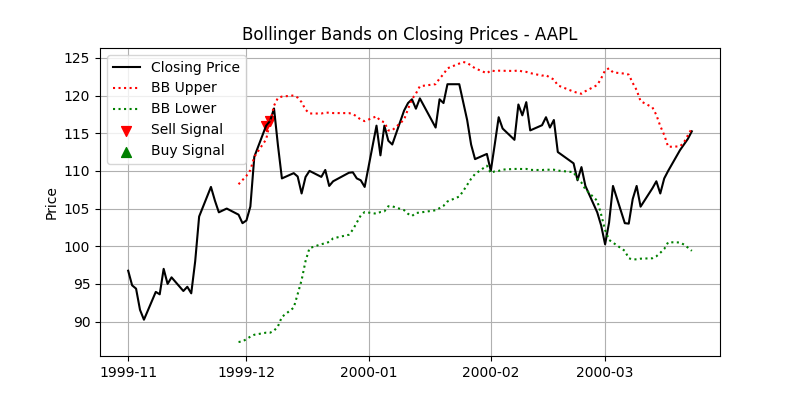 Bollinger Bands on Closing Prices - AAPL
Closing Price
BB Upper
BB Lower
Sell Signal
Buy Signal
Price
125
120
115
110
105
100
95
90
1999-11
1999-12
2000-01
2000-02
2000-03